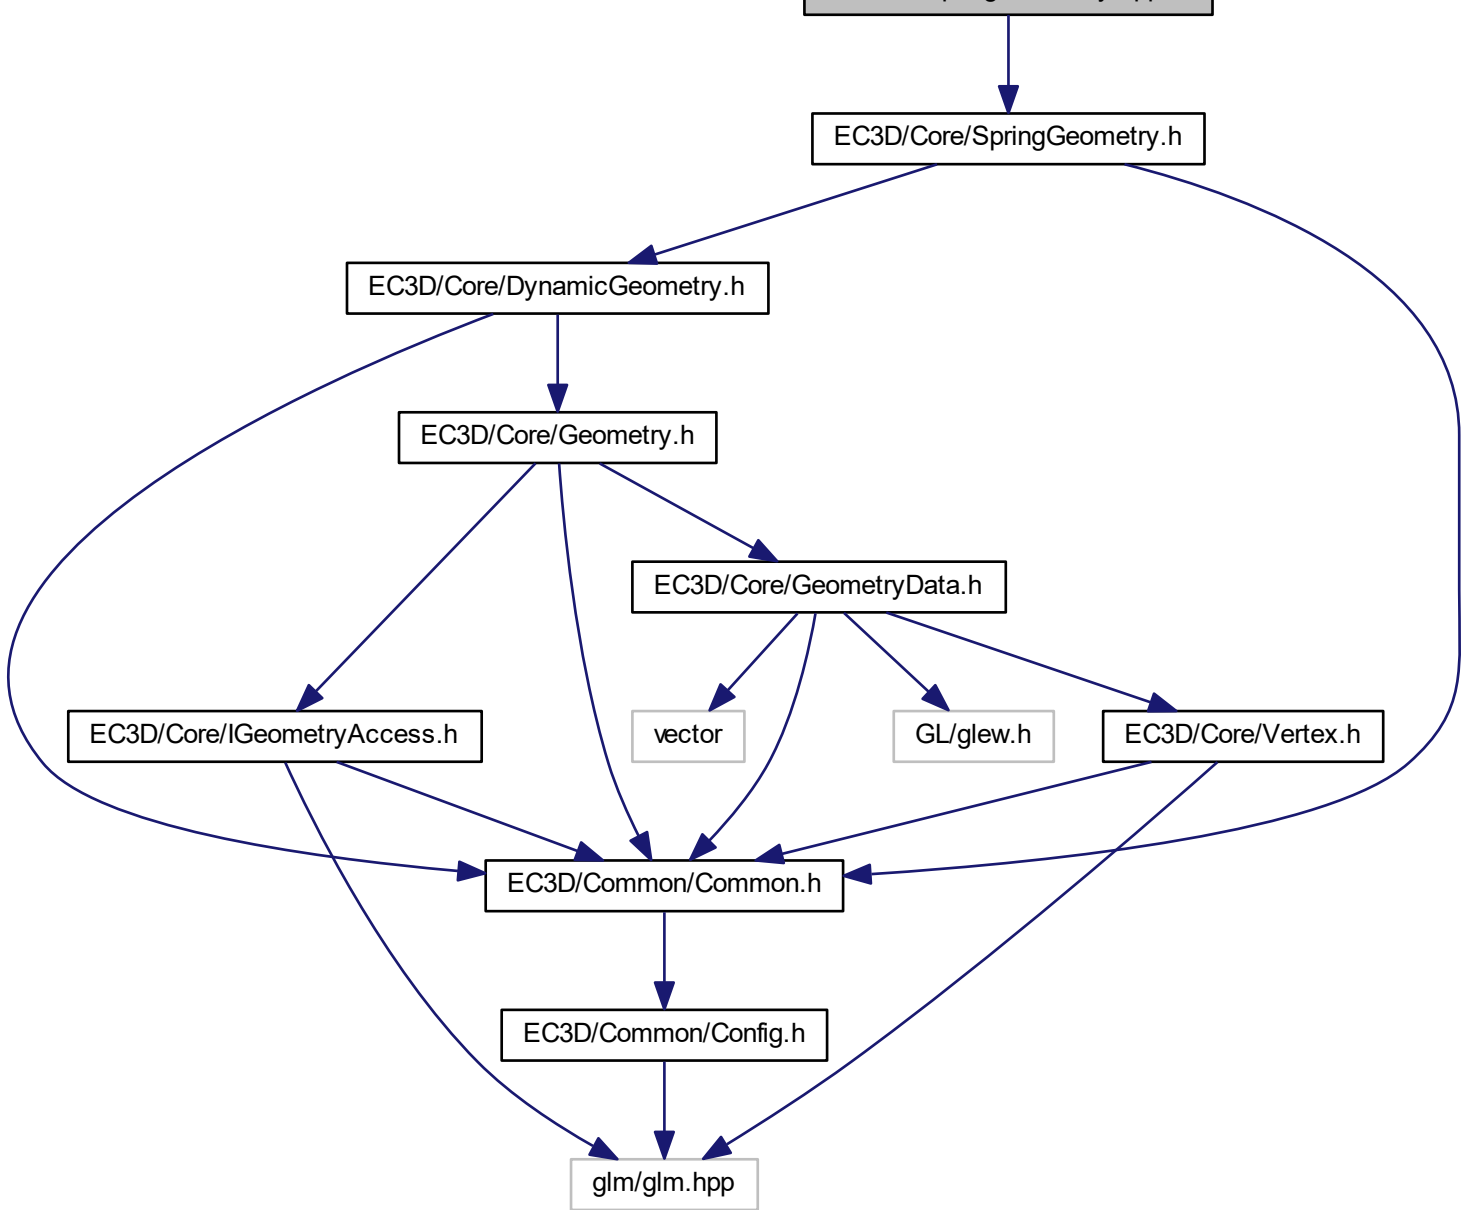 EC3D/Core/SpringGeometry.h
EC3D/Core/DynamicGeometry.h
EC3D/Core/Geometry.h
EC3D/Core/GeometryData.h
EC3D/Core/IGeometryAccess.h
vector
GL/glew.h
EC3D/Core/Vertex.h
EC3D/Common/Common.h
EC3D/Common/Config.h
glm/glm.hpp